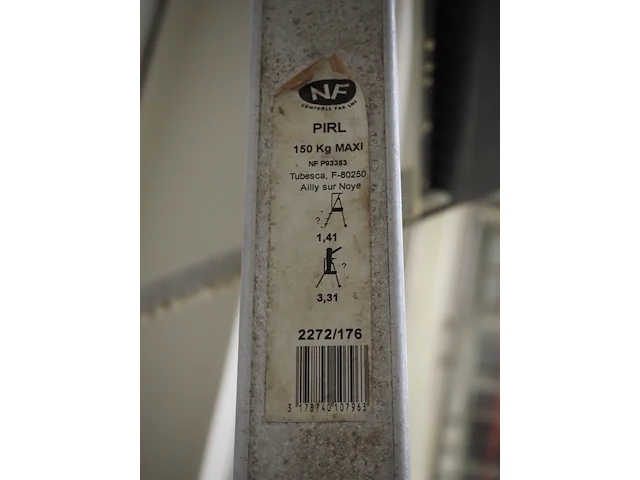 NF
CONTRÔLÉ PAR LNE
PIRL
150 Kg MAXI
NF P93353
Tubesca, F-80250
Ailly sur Noye
?
1,41
?
3,31
2272/176
3 178740 107963